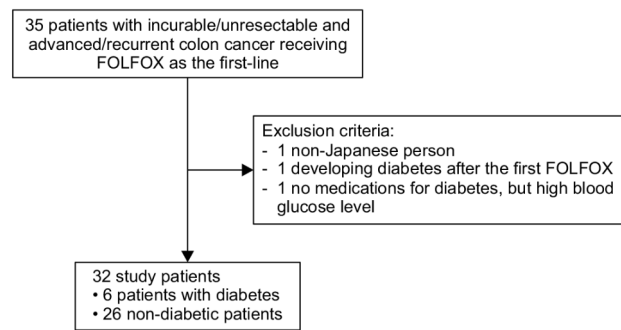 35 patients with incurable/unresectable and
advanced/recurrent colon cancer receiving
FOLFOX as the first-line
Exclusion criteria:
- 1 non-Japanese person
- 1 developing diabetes after the first FOLFOX
- 1 no medications for diabetes, but high blood
glucose level
32 study patients
• 6 patients with diabetes
• 26 non-diabetic patients